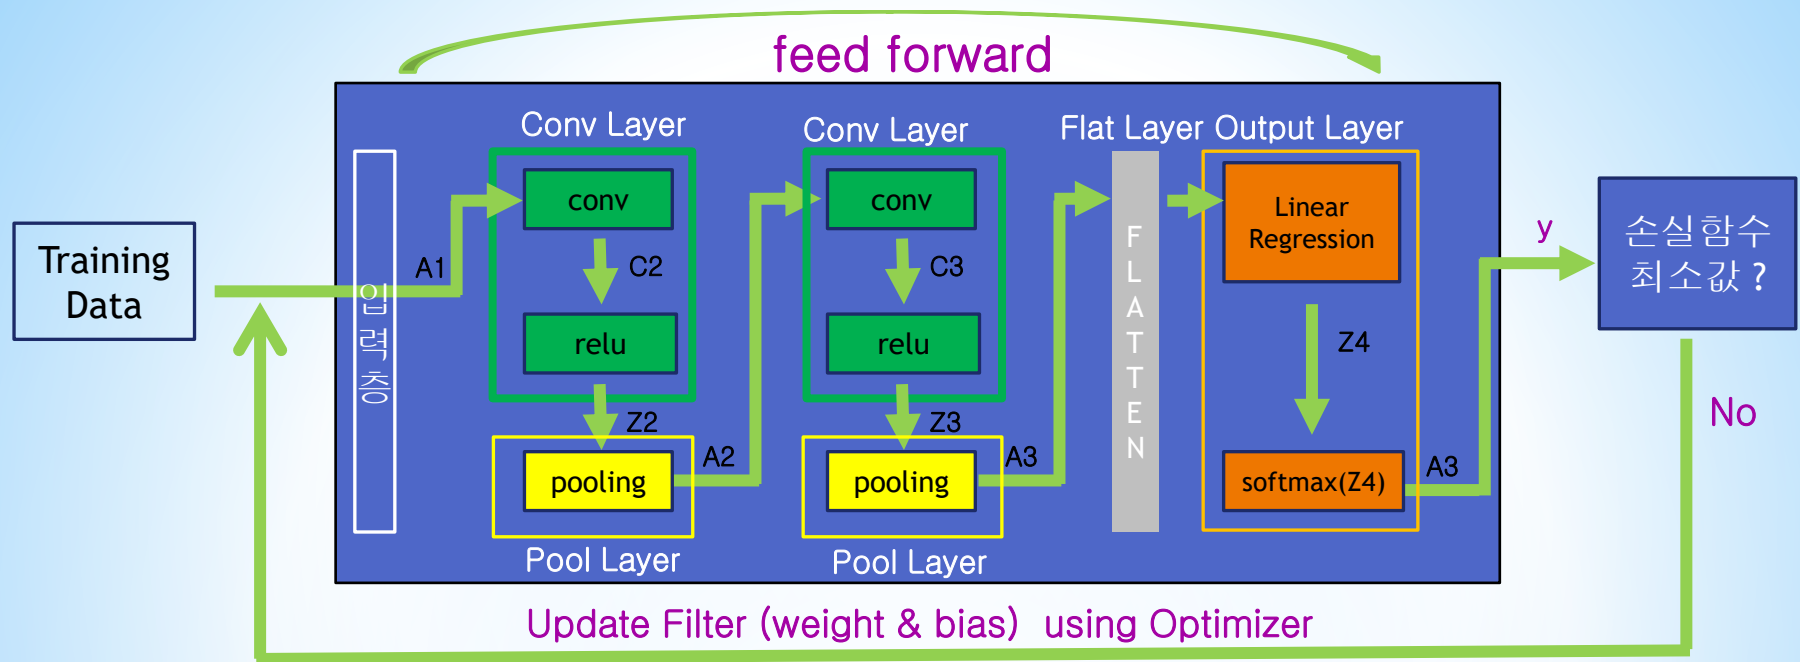 feed forward
Conv Layer
Conv Layer
Flat Layer
Output Layer
Training
Data
입
력
층
A1
conv
C2
relu
Z2
pooling
Pool Layer
A2
conv
C3
relu
Z3
pooling
Pool Layer
A3
F
L
A
T
T
E
N
Linear
Regression
Z4
softmax(Z4)
A3
y
손실함수
최소값 ?
No
Update Filter (weight & bias) using Optimizer